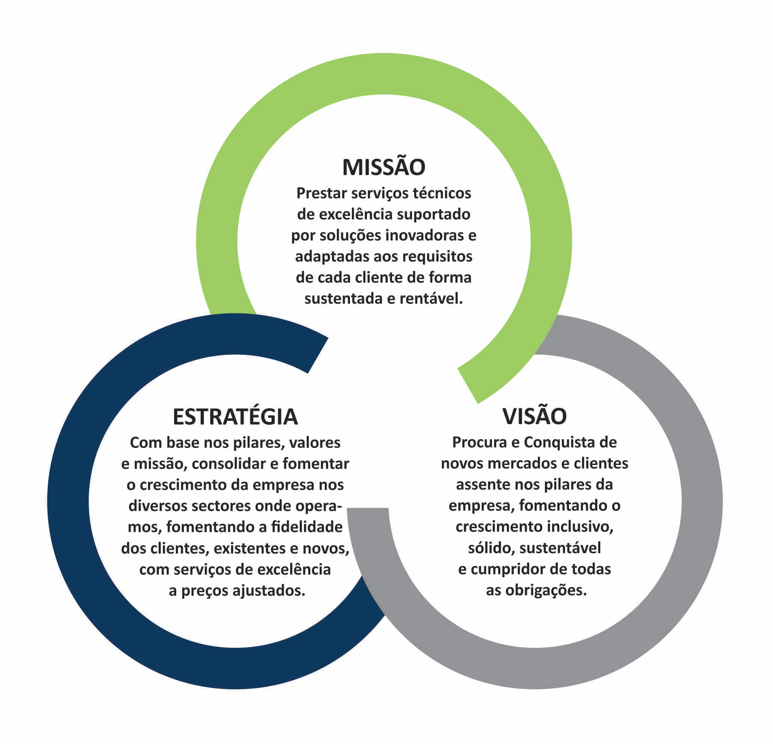 MISSÃO
Prestar serviços técnicos
de excelência suportado
por soluções inovadoras e
adaptadas aos requisitos
de cada cliente de forma
sustentada e rentável.
ESTRATÉGIA
Com base nos pilares, valores
e missão, consolidar e fomentar
o crescimento da empresa nos
diversos sectores onde opera-
mos, fomentando a fidelidade
dos clientes, existentes e novos,
com serviços de excelência
a preços ajustados.
VISÃO
Procura e Conquista de
novos mercados e clientes
assente nos pilares da
empresa, fomentando o
crescimento inclusivo,
sólido, sustentável
e cumpridor de todas
as obrigações.